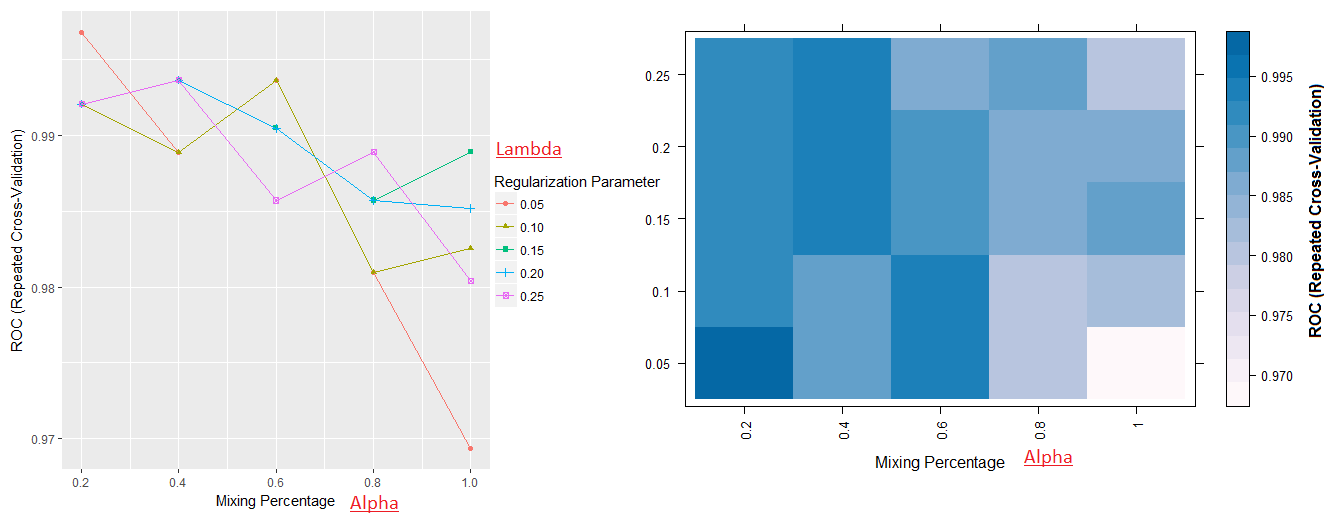 ROC (Repeated Cross-Validation)
0.99
0.98
0.97
0.2 0.4 0.6 0.8 1.0
Mixing Percentage Alpha
Lambda
Regularization Parameter
0.05
0.10
0.15
0.20
0.25
0.25
0.2
0.15
0.1
0.05
0.2 0.4 0.6 0.8 1
Mixing Percentage Alpha
0.995
0.990
0.985
0.980
0.975
0.970
ROC (Repeated Cross-Validation)